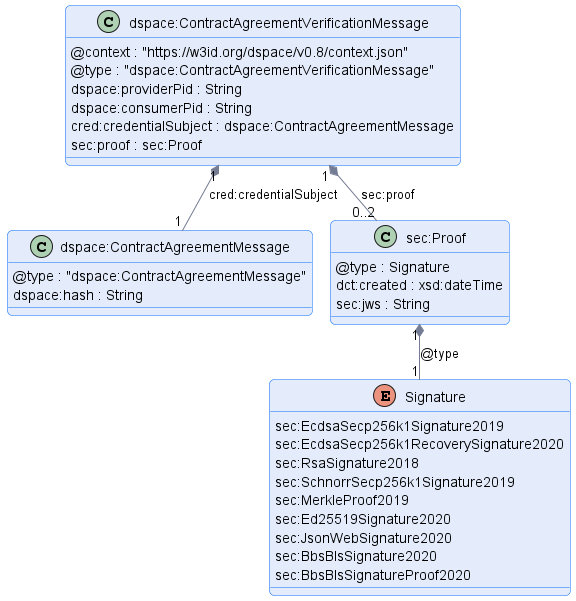 C dspace:ContractAgreementVerificationMessage
@context : "https://w3id.org/dspace/v0.8/context.json"
@type : "dspace:ContractAgreementVerificationMessage"
dspace:providerPid : String
dspace:consumerPid : String
cred:credentialSubject : dspace:ContractAgreementMessage
sec:proof : sec:Proof
1
1
cred:credentialSubject
sec:proof
1
0..2
C dspace:ContractAgreementMessage
@type : "dspace:ContractAgreementMessage"
dspace:hash : String
C sec:Proof
@type : Signature
dct:created : xsd:dateTime
sec:jws : String
1
@type
1
E Signature
sec:EcdsaSecp256k1Signature2019
sec:EcdsaSecp256k1RecoverySignature2020
sec:RsaSignature2018
sec:SchnorrSecp256k1Signature2019
sec:MerkleProof2019
sec:Ed25519Signature2020
sec:JsonWebSignature2020
sec:BbsBlsSignature2020
sec:BbsBlsSignatureProof2020